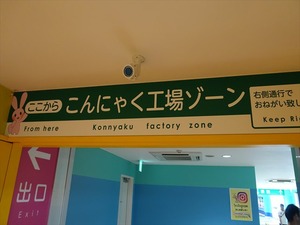 ここから こんにゃく工場ゾーン
From here Konnyaku factory zone
右側通行で
おねがい致し
Keep Ri
出口
Exit